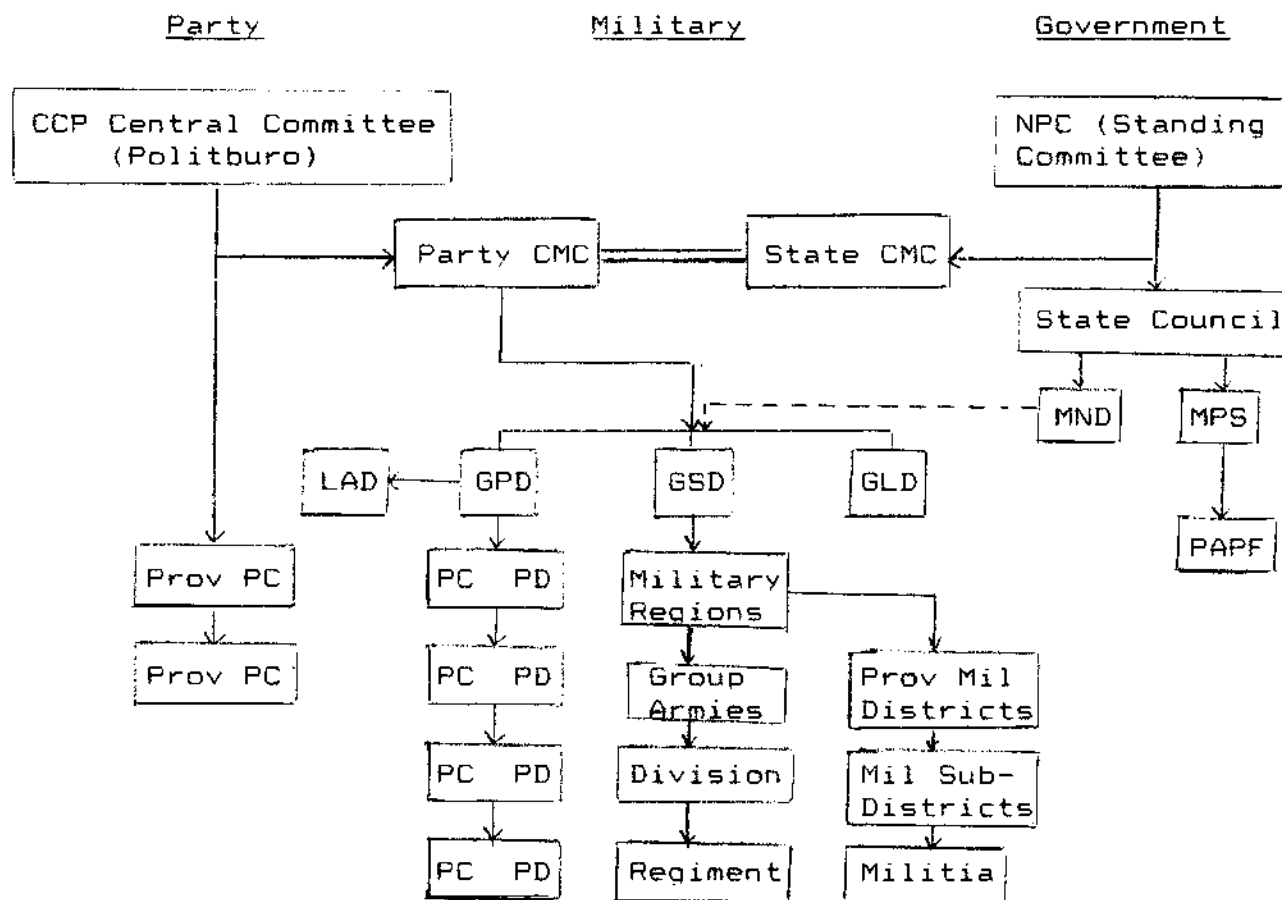 Party Military Government
CCP Central Committee
(Politburo)
NPC (Standing
Committee)
Party CMC
State CMC
State Council
MND
MPS
LAD
GPD
GSD
GLD
PAPF
Prov PC
PC PD
Military
Regions
Prov PC
PC PD
Group
Armies
Prov Mil
Districts
PC PD
Division
Mil Sub-
Districts
PC PD
Regiment
Militia